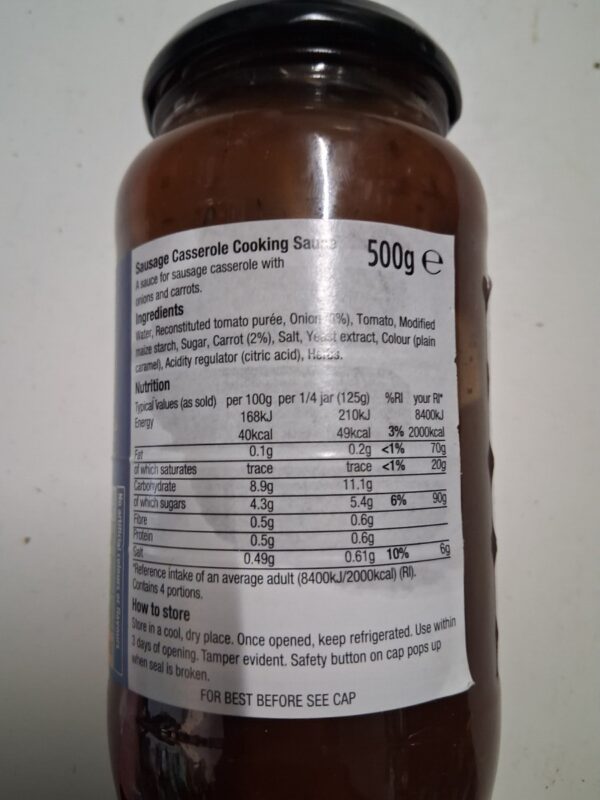 Sausage Casserole Cooking Sauce
500g e
A sauce for sausage casserole with
onions and carrots.
Ingredients
Water, Reconstituted tomato purée, Onion Tomato, Modified
maize starch, Sugar, Carrot (2%), Salt, Yeast extract, Colour (plain
caramel), Acidity regulator (citric acid), Herbs.
Nutrition
Typical values (as sold) per 100g per 1/4 jar (125g) %RI your RI*
Energy 168kJ 210kJ 8400kJ
40kcal 49kcal 3% 2000kcal
Fat 0.1g 0.2g <1% 70g
of which saturates trace trace <1% 20g
Carbohydrate 8.9g 11.1g
of which sugars 4.3g 5.4g 6% 90g
Fibre 0.5g 0.6g
Protein 0.5g 0.6g
Salt 0.49g 0.61g 10% 6g
*Reference intake of an average adult (8400kJ/2000kcal) (RI).
Contains 4 portions.
How to store
Store in a cool, dry place. Once opened, keep refrigerated. Use within
3 days of opening. Tamper evident. Safety button on cap pops up
when seal is broken.
FOR BEST BEFORE SEE CAP
No artificial colours or flavours